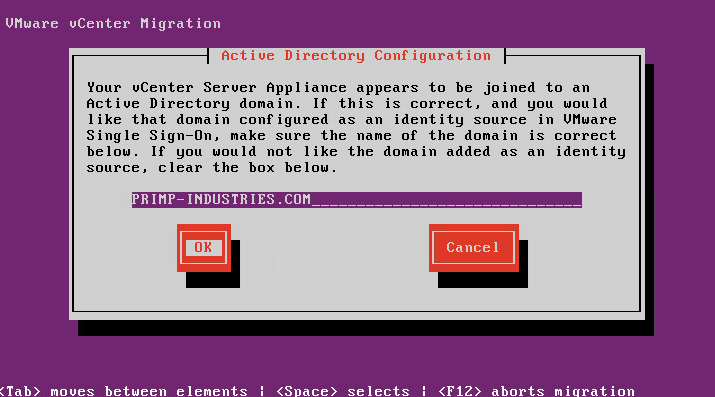 VMware vCenter Migration
Active Directory Configuration
Your vCenter Server Appliance appears to be joined to an
Active Directory domain. If this is correct, and you would
like that domain configured as an identity source in VMware
Single Sign-On, make sure the name of the domain is correct
below. If you would not like the domain added as an identity
source, clear the box below.
PRIMP-INDUSTRIES.COM______________________________
OK Cancel
<Tab> moves between elements | <Space> selects | <F12> aborts migration